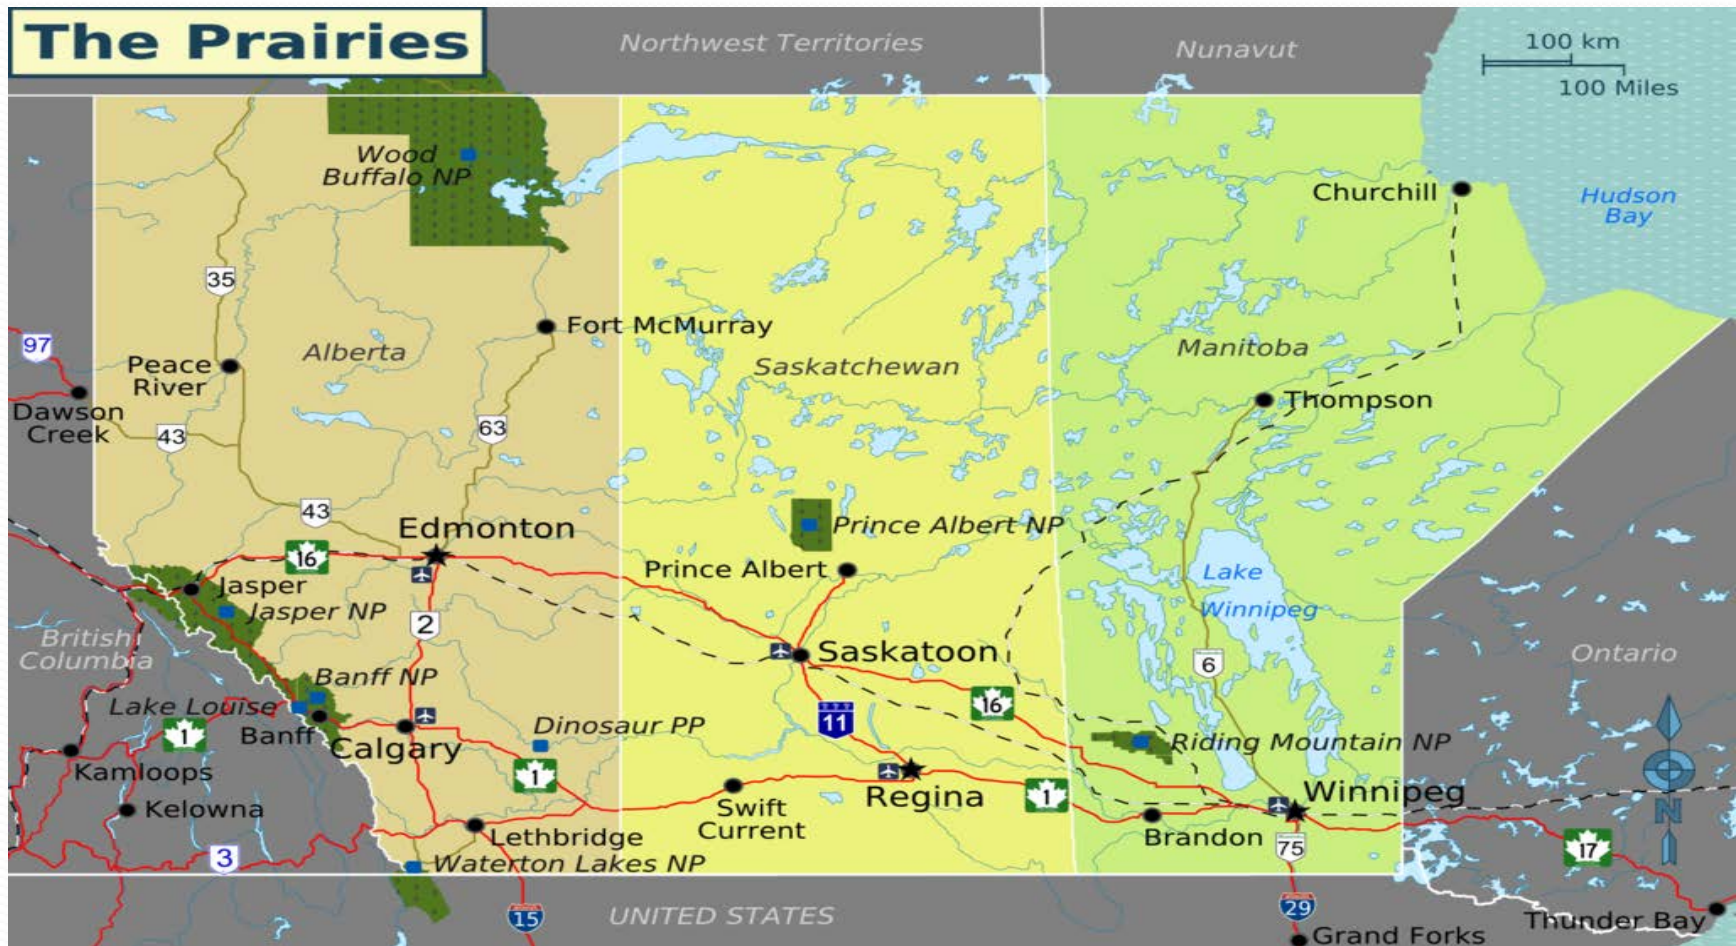 The Prairies
Northwest Territories
Nunavut
100 km
100 Miles
Wood
Buffalo NP
Churchill
Hudson
Bay
35
Fort McMurray
97
Alberta
Peace
River
Saskatchewan
Manitoba
Dawson
Creek
43
63
Thompson
43
Edmonton
Prince Albert NP
16
Jasper
Prince Albert
Lake
Winnipeg
Jasper NP
2
British
Columbia
Saskatoon
6
Ontario
Banff NP
Lake Louise
16
1
Banff
Calgary
11
Dinosaur PP
Riding Mountain NP
Kamloops
1
Swift
Current
Regina
1
Winnipeg
N
Kelowna
Lethbridge
Brandon
3
Waterton Lakes NP
75
17
15
UNITED STATES
29
Thunder Bay
Grand Forks